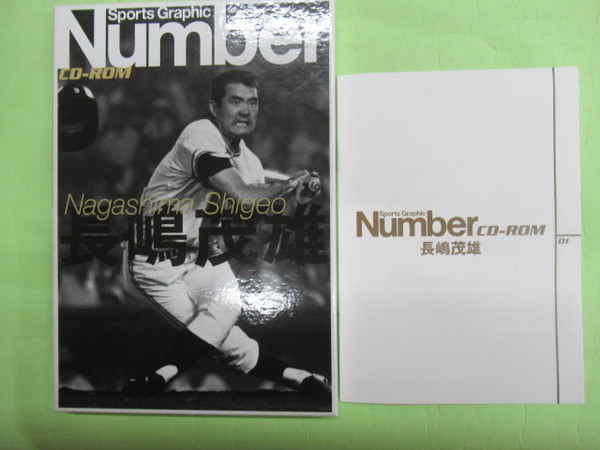 Sports Graphic
Number
CD-ROM
Nagashima Shigeo
長嶋茂雄
Sports Graphic
Number CD-ROM
01
長嶋茂雄